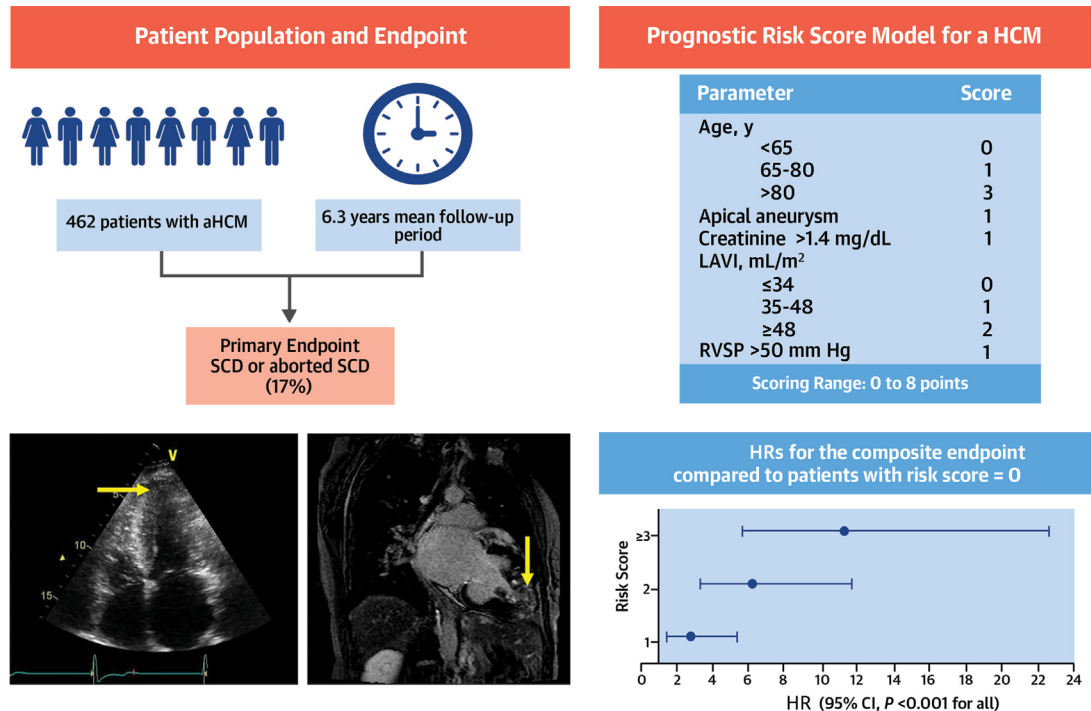 Patient Population and Endpoint
462 patients with aHCM
6.3 years mean follow-up
period
Primary Endpoint
SCD or aborted SCD
(17%)
V
5
10
15
Prognostic Risk Score Model for a HCM
Parameter Score
Age, y
<65 0
65-80 1
>80 3
Apical aneurysm 1
Creatinine >1.4 mg/dL 1
LAVI, mL/m²
≤34 0
35-48 1
≥48 2
RVSP >50 mm Hg 1
Scoring Range: 0 to 8 points
HRs for the composite endpoint
compared to patients with risk score = 0
Risk Score
≥3
2
1
0 2 4 6 8 10 12 14 16 18 20 22 24
HR (95% CI, P <0.001 for all)